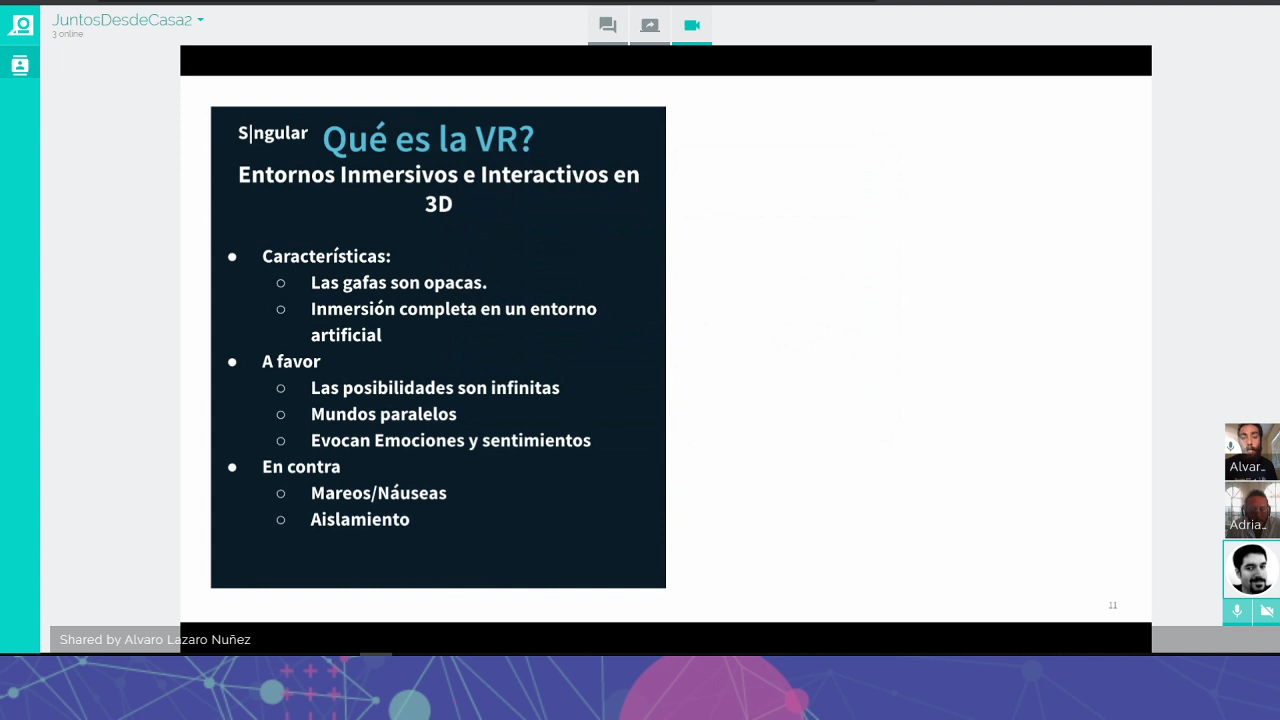 JuntosDesdeCasa2
3 online
S|ngular
Qué es la VR?
Entornos Inmersivos e Interactivos en
3D
● Características:
○ Las gafas son opacas.
○ Inmersión completa en un entorno
artificial
● A favor
○ Las posibilidades son infinitas
○ Mundos paralelos
○ Evocan Emociones y sentimientos
● En contra
○ Mareos/Náuseas
○ Aislamiento
11
Alvar...
Adria...
Shared by Alvaro Lazaro Nuñez